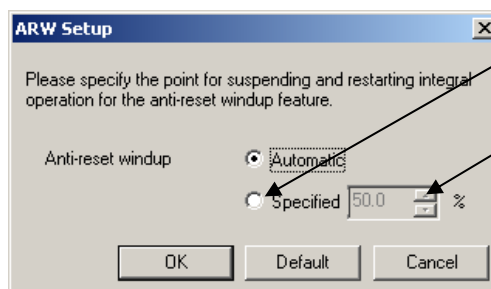 ARW Setup
Please specify the point for suspending and restarting integral
operation for the anti-reset windup feature.
Anti-reset windup
Automatic
Specified 50.0 %
OK Default Cancel